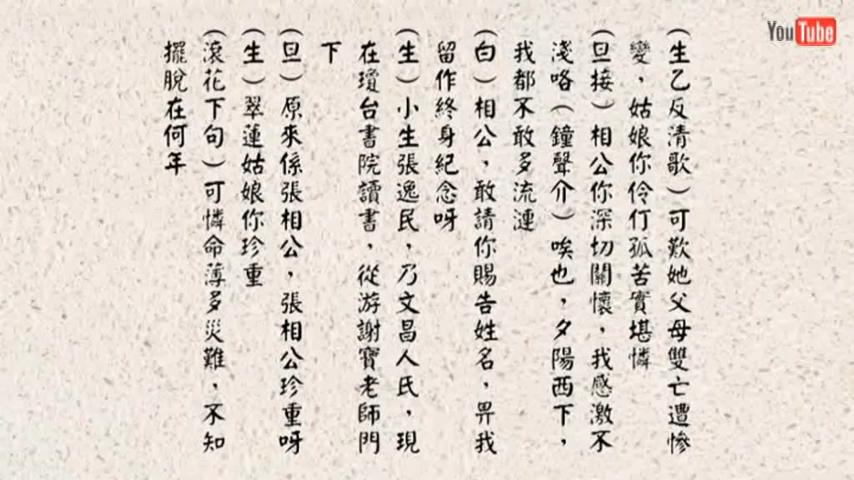 YouTube
(生乙反清歌)可歎她父母雙亡遭慘
變，姑娘你伶仃孤苦實堪憐
(旦接)相公你深切關懷，我感激不
淺咯(鐘聲介)唉也，夕陽西下，
我都不敢多流漣
(白)相公，敢請你賜告姓名，畀我
留作終身紀念呀
(生)小生張逸民，乃文昌人氏，現
在瓊台書院讀書，從游謝寶老師門
下
(旦)原來係張相公，張相公珍重呀
(生)翠蓮姑娘你珍重
(滾花下句)可憐命薄多災難，不知
擺脫在何年